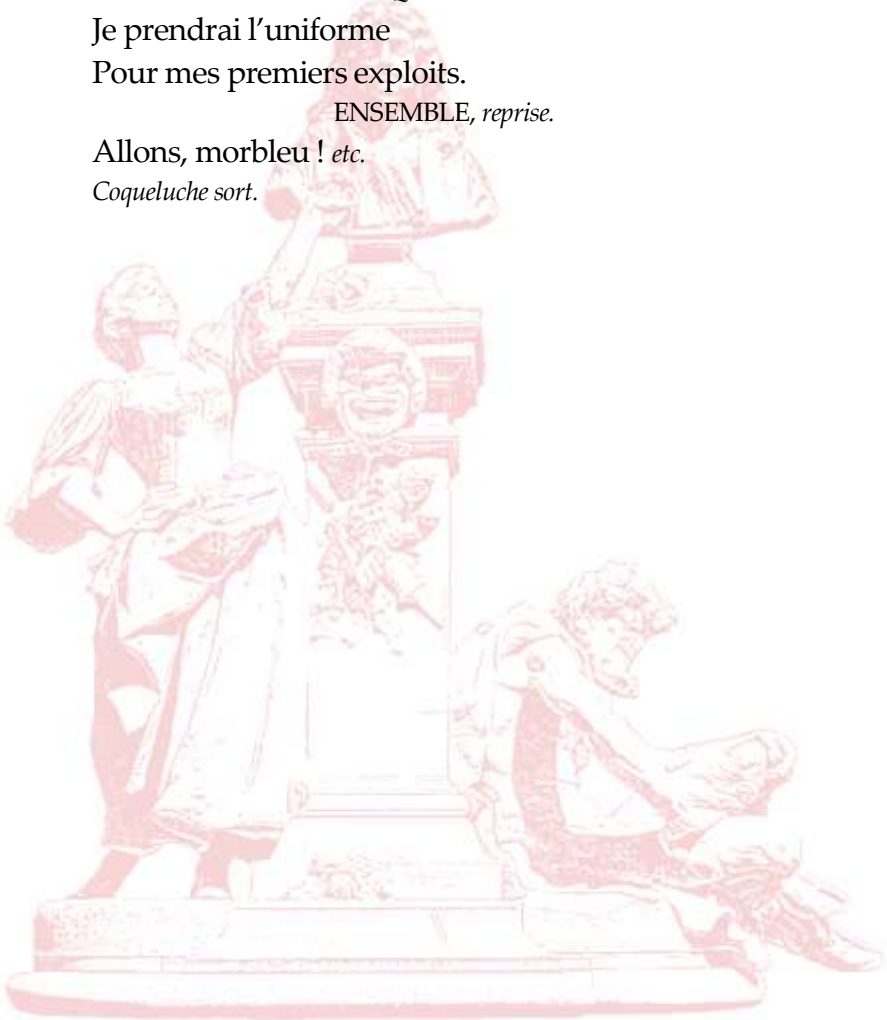 Je prendrai l’uniforme
Pour mes premiers exploits.
ENSEMBLE, reprise.
Allons, morbleu ! etc.
Coqueluche sort.